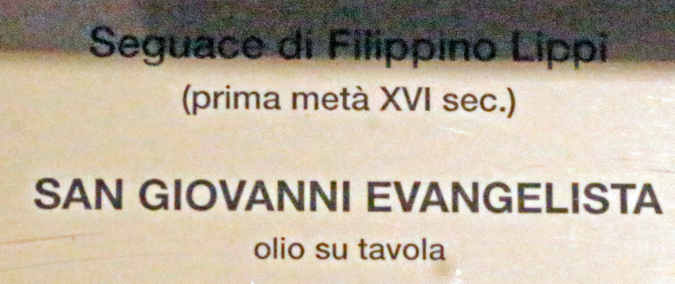 Seguace di Filippino Lippi
(prima metà XVI sec.)
SAN GIOVANNI EVANGELISTA
olio su tavola